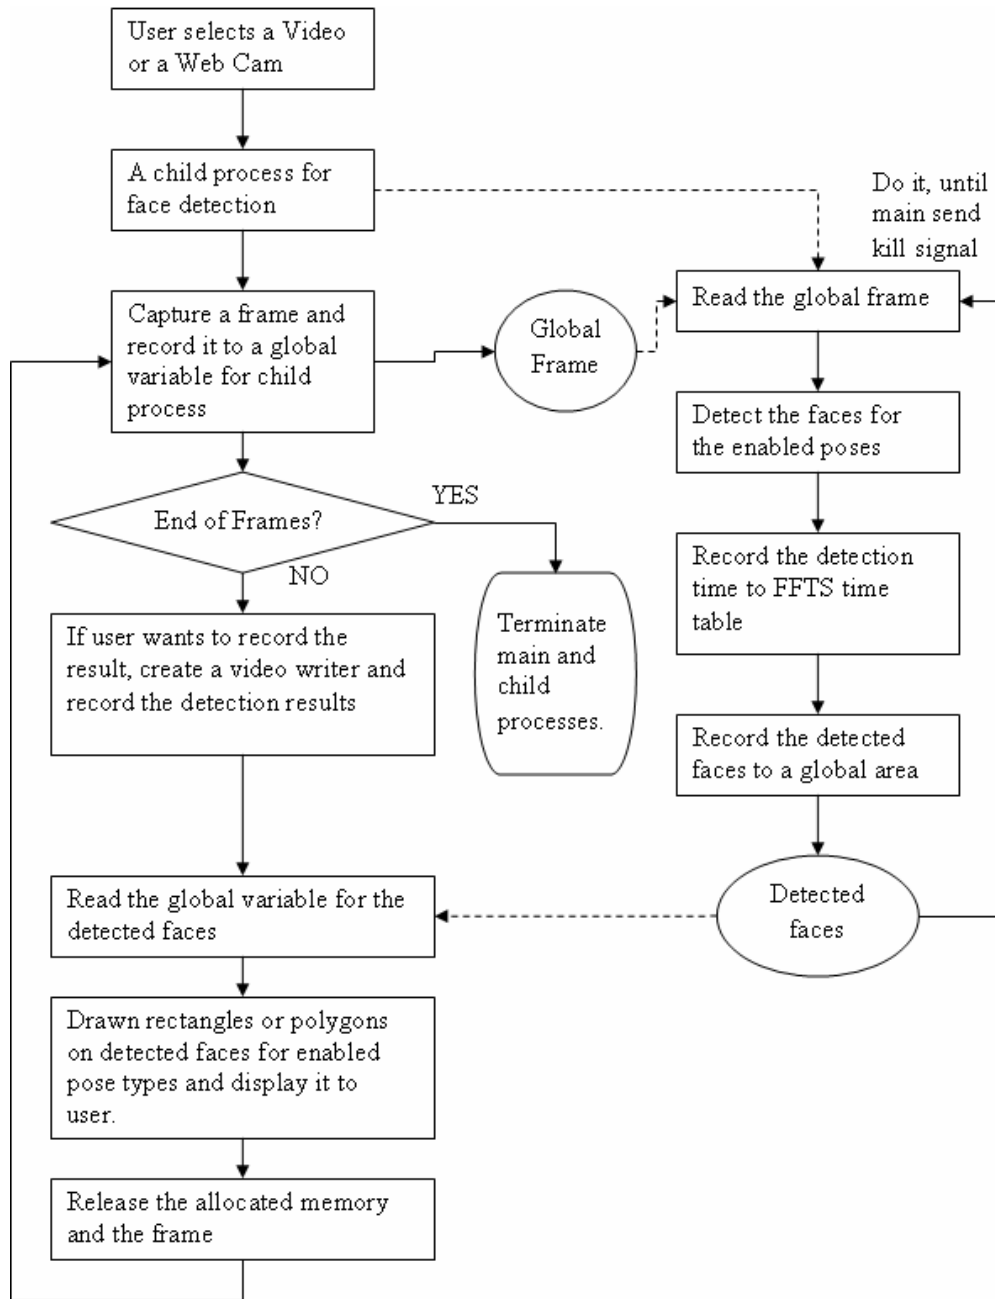 User selects a Video
or a Web Cam
A child process for
face detection
Do it, until
main send
kill signal
Capture a frame and
record it to a global
variable for child
process
Global
Frame
Read the global frame
Detect the faces for
the enabled poses
End of Frames?
YES
NO
Record the detection
time to FFTS time
table
If user wants to record the
result, create a video writer and
record the detection results
Terminate
main and
child
processes.
Record the detected
faces to a global area
Read the global variable for the
detected faces
Detected
faces
Drawn rectangles or polygons
on detected faces for enabled
pose types and display it to
user.
Release the allocated memory
and the frame